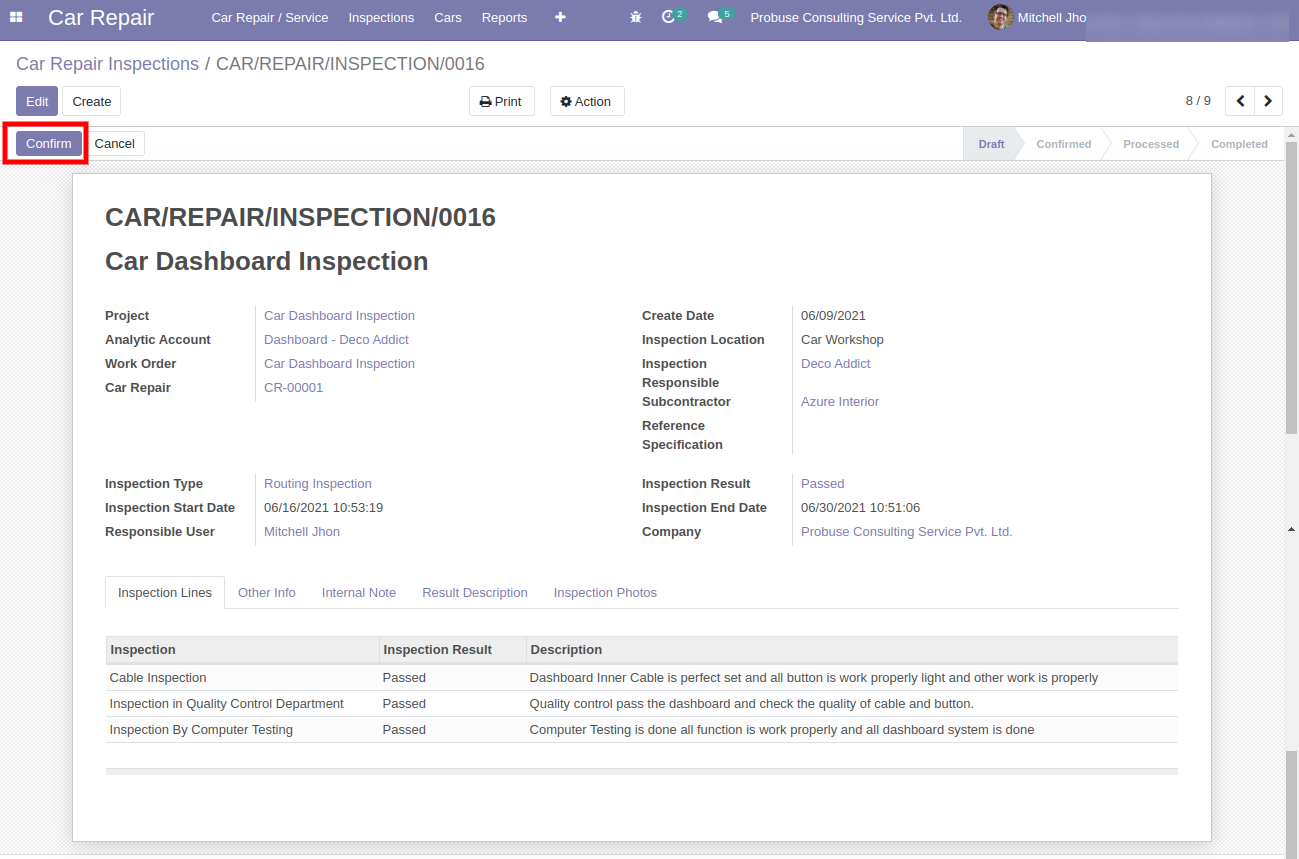 Car Repair Car Repair / Service Inspections Cars Reports 2 5 Probuse Consulting Service Pvt. Ltd. Mitchell Jho
Car Repair Inspections / CAR/REPAIR/INSPECTION/0016
Edit Create Print Action 8 / 9
Confirm Cancel Draft Confirmed Processed Completed
CAR/REPAIR/INSPECTION/0016
Car Dashboard Inspection
Project Car Dashboard Inspection
Analytic Account Dashboard - Deco Addict
Work Order Car Dashboard Inspection
Car Repair CR-00001
Create Date 06/09/2021
Inspection Location Car Workshop
Inspection Deco Addict
Responsible
Subcontractor Azure Interior
Reference
Specification
Inspection Type Routing Inspection
Inspection Start Date 06/16/2021 10:53:19
Responsible User Mitchell Jhon
Inspection Result Passed
Inspection End Date 06/30/2021 10:51:06
Company Probuse Consulting Service Pvt. Ltd.
Inspection Lines Other Info Internal Note Result Description Inspection Photos
Inspection Inspection Result Description
Cable Inspection Passed Dashboard Inner Cable is perfect set and all button is work properly light and other work is properly
Inspection in Quality Control Department Passed Quality control pass the dashboard and check the quality of cable and button.
Inspection By Computer Testing Passed Computer Testing is done all function is work properly and all dashboard system is done